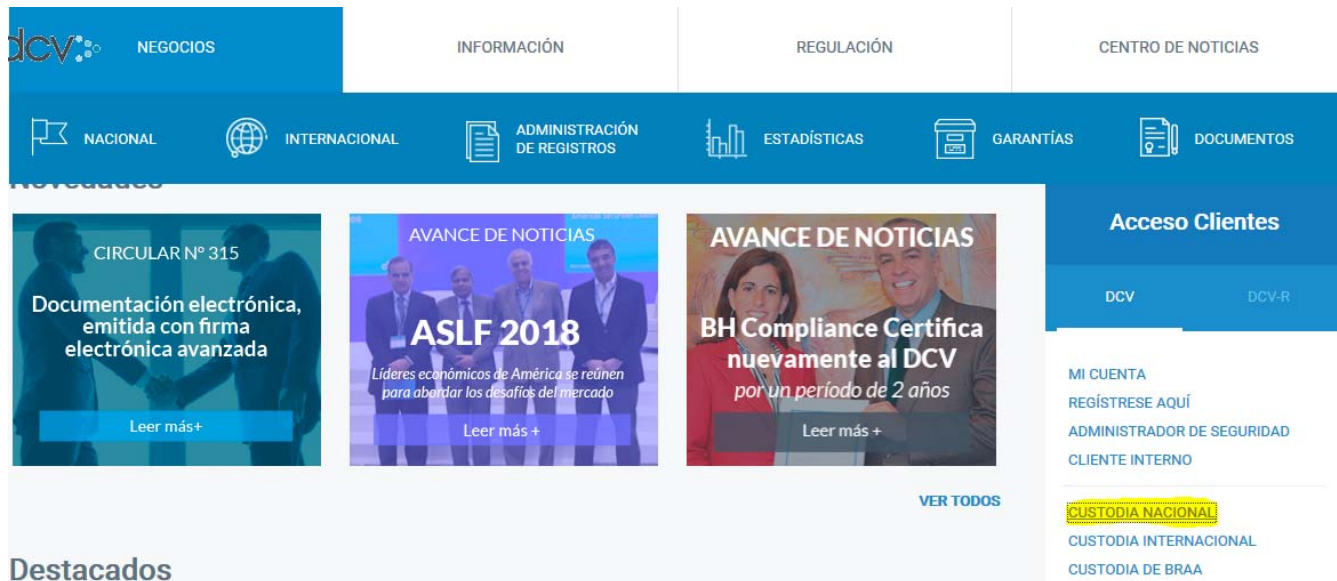 dcv
NEGOCIOS
INFORMACIÓN
REGULACIÓN
CENTRO DE NOTICIAS
NACIONAL
INTERNACIONAL
ADMINISTRACIÓN
DE REGISTROS
ESTADÍSTICAS
GARANTÍAS
DOCUMENTOS
Novedades
CIRCULAR Nº 315
Documentación electrónica,
emitida con firma
electrónica avanzada
Leer más+
AVANCE DE NOTICIAS
ASLF 2018
Líderes económicos de América se reúnen
para abordar los desafíos del mercado
Leer más +
AVANCE DE NOTICIAS
BH Compliance Certifica
nuevamente al DCV
por un período de 2 años
Leer más +
VER TODOS
Destacados
Acceso Clientes
DCV
DCV-R
MI CUENTA
REGÍSTRESE AQUÍ
ADMINISTRADOR DE SEGURIDAD
CLIENTE INTERNO
CUSTODIA NACIONAL
CUSTODIA INTERNACIONAL
CUSTODIA DE BRAA